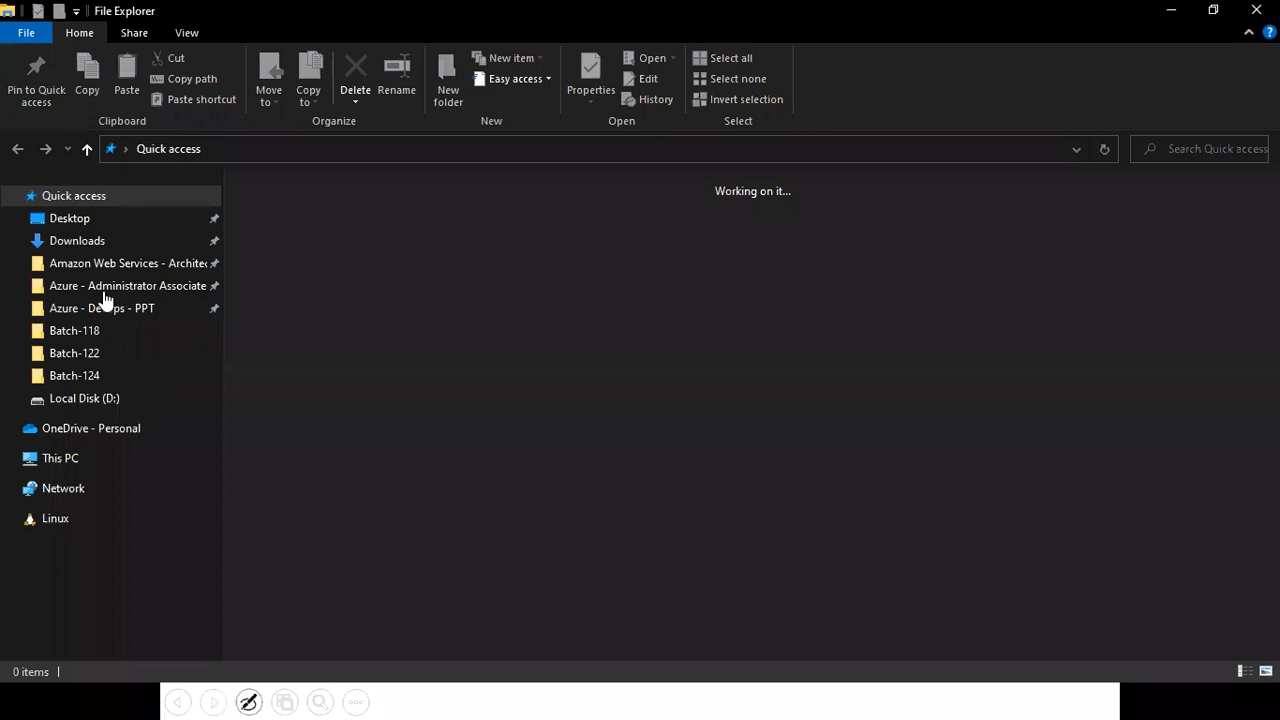 File Explorer
File Home Share View
Pin to Quick access
Copy
Paste
Cut
Copy path
Paste shortcut
Clipboard
Move to
Copy to
Delete
Rename
Organize
New folder
New item
Easy access
New
Properties
Open
Edit
History
Open
Select all
Select none
Invert selection
Select
Quick access
Search Quick access
Quick access
Desktop
Downloads
Amazon Web Services - Architec
Azure - Administrator Associate
Azure - DevOps - PPT
Batch-118
Batch-122
Batch-124
Local Disk (D:)
OneDrive - Personal
This PC
Network
Linux
Working on it...
0 items